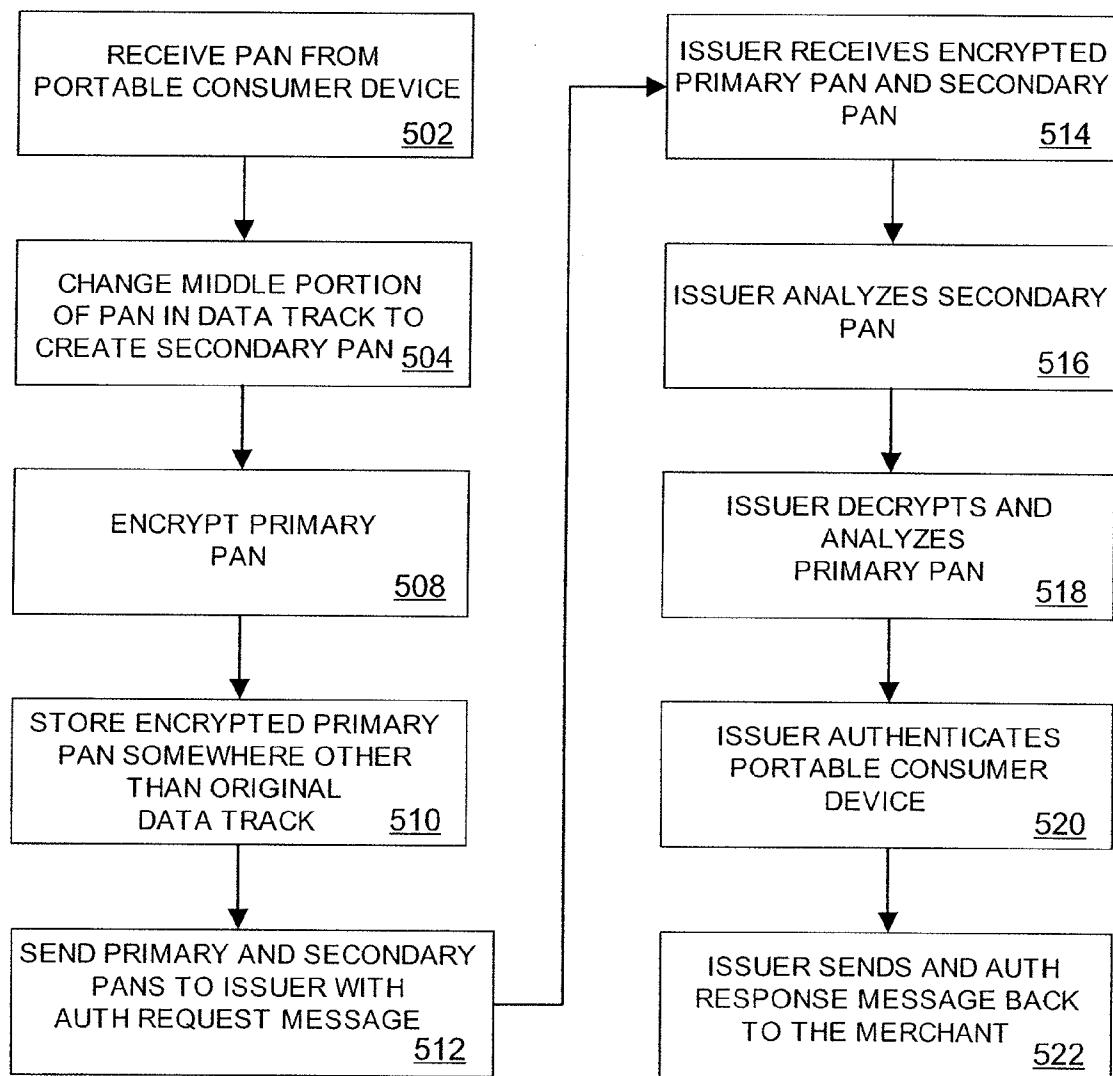 RECEIVE PAN FROM
PORTABLE CONSUMER DEVICE
502
CHANGE MIDDLE PORTION
OF PAN IN DATA TRACK TO
CREATE SECONDARY PAN
504
ENCRYPT PRIMARY
PAN
508
STORE ENCRYPTED PRIMARY
PAN SOMEWHERE OTHER
THAN ORIGINAL
DATA TRACK
510
SEND PRIMARY AND SECONDARY
PANS TO ISSUER WITH
AUTH REQUEST MESSAGE
512
ISSUER RECEIVES ENCRYPTED
PRIMARY PAN AND SECONDARY
PAN
514
ISSUER ANALYZES SECONDARY
PAN
516
ISSUER DECRYPTS AND
ANALYZES
PRIMARY PAN
518
ISSUER AUTHENTICATES
PORTABLE CONSUMER
DEVICE
520
ISSUER SENDS AND AUTH
RESPONSE MESSAGE BACK
TO THE MERCHANT
522